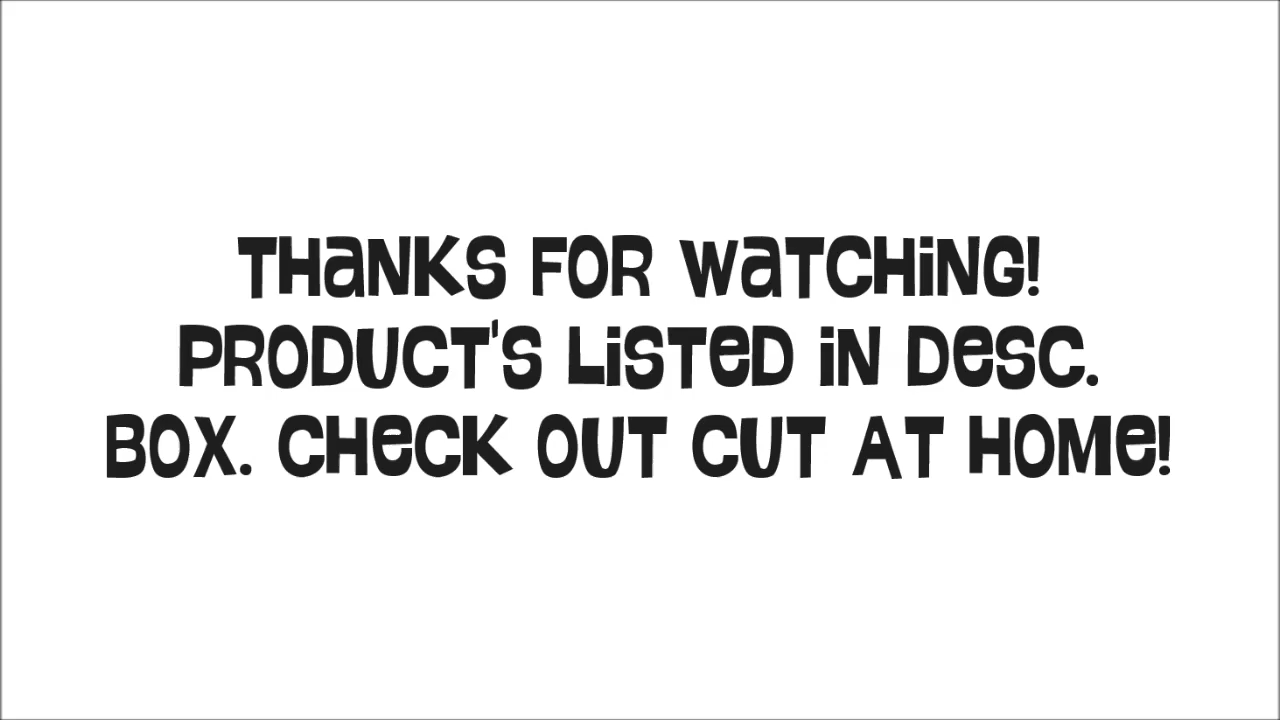 THANKS FOR WATCHING!
PRODUCT'S LISTED IN DESC.
BOX. CHECK OUT CUT AT HOME!